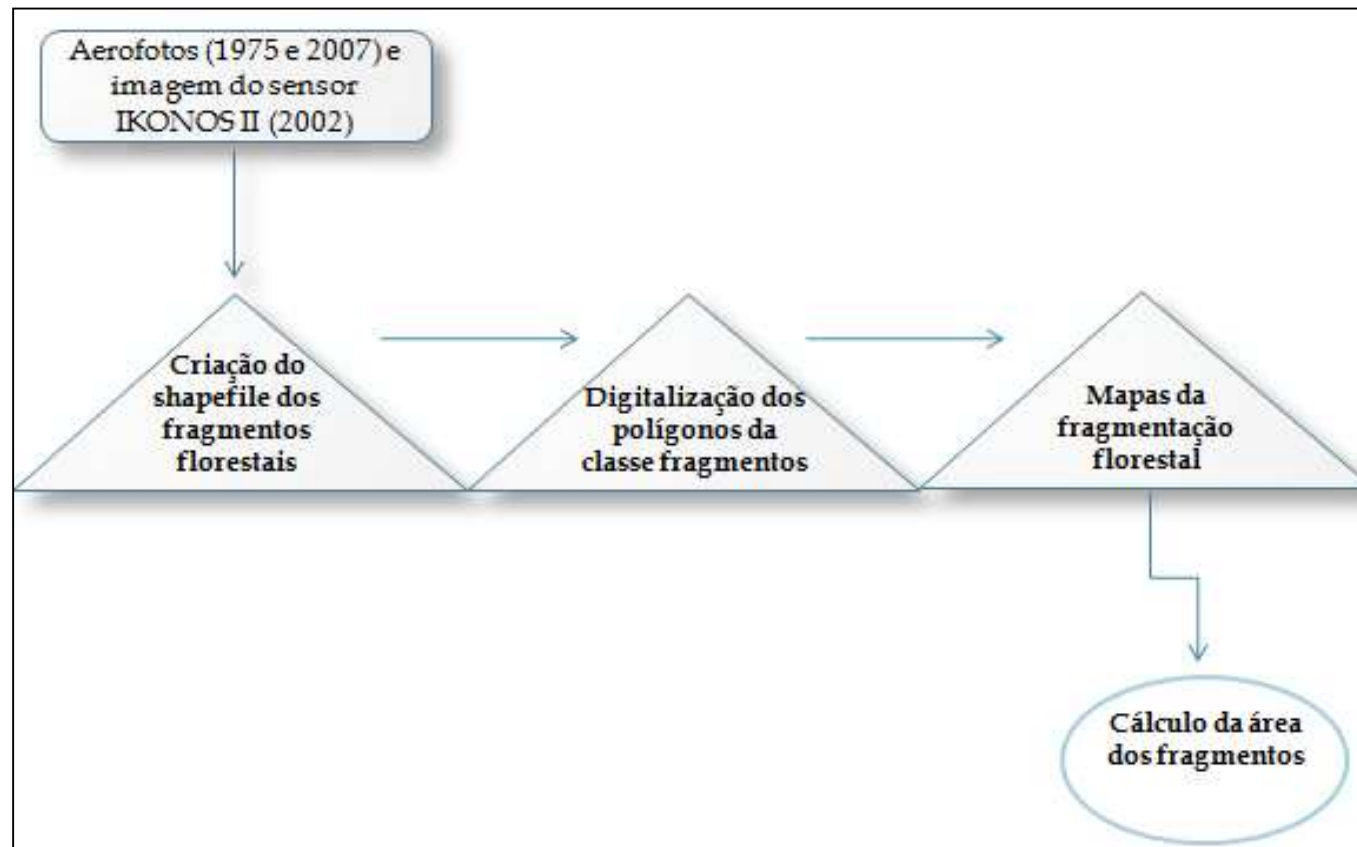 Aerofotos (1975 e 2007) e
imagem do sensor
IKONOS II (2002)
Criação do
shapefile dos
fragmentos
florestais
Digitalização dos
polígonos da
classe fragmentos
Mapas da
fragmentação
florestal
Cálculo da área
dos fragmentos